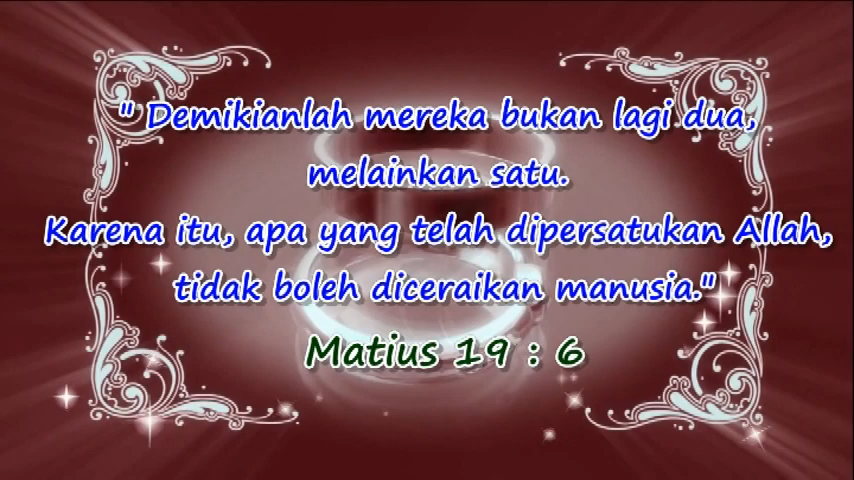 " Demikianlah mereka bukan lagi dua,
melainkan satu.
Karena itu, apa yang telah dipersatukan Allah,
tidak boleh diceraikan manusia."
Matius 19 : 6